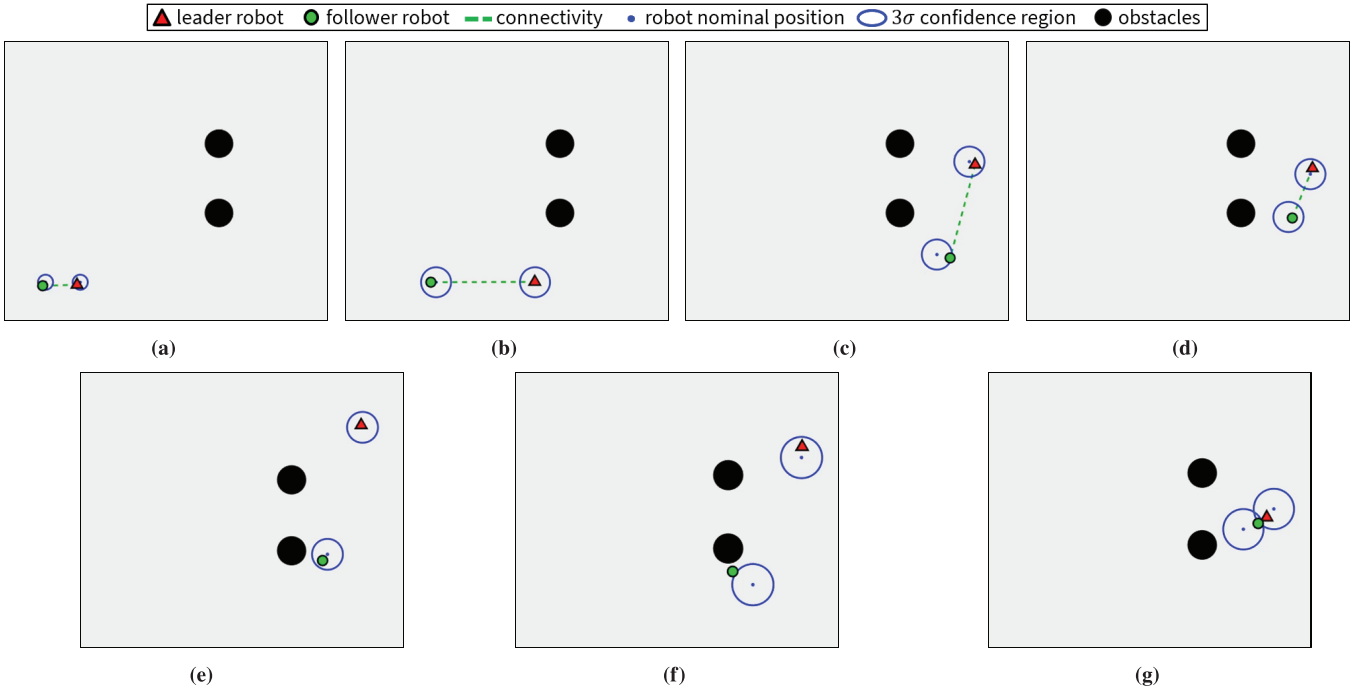 leader robot follower robot connectivity robot nominal position 3σ confidence region obstacles
(a) (b) (c) (d)
(e) (f) (g)